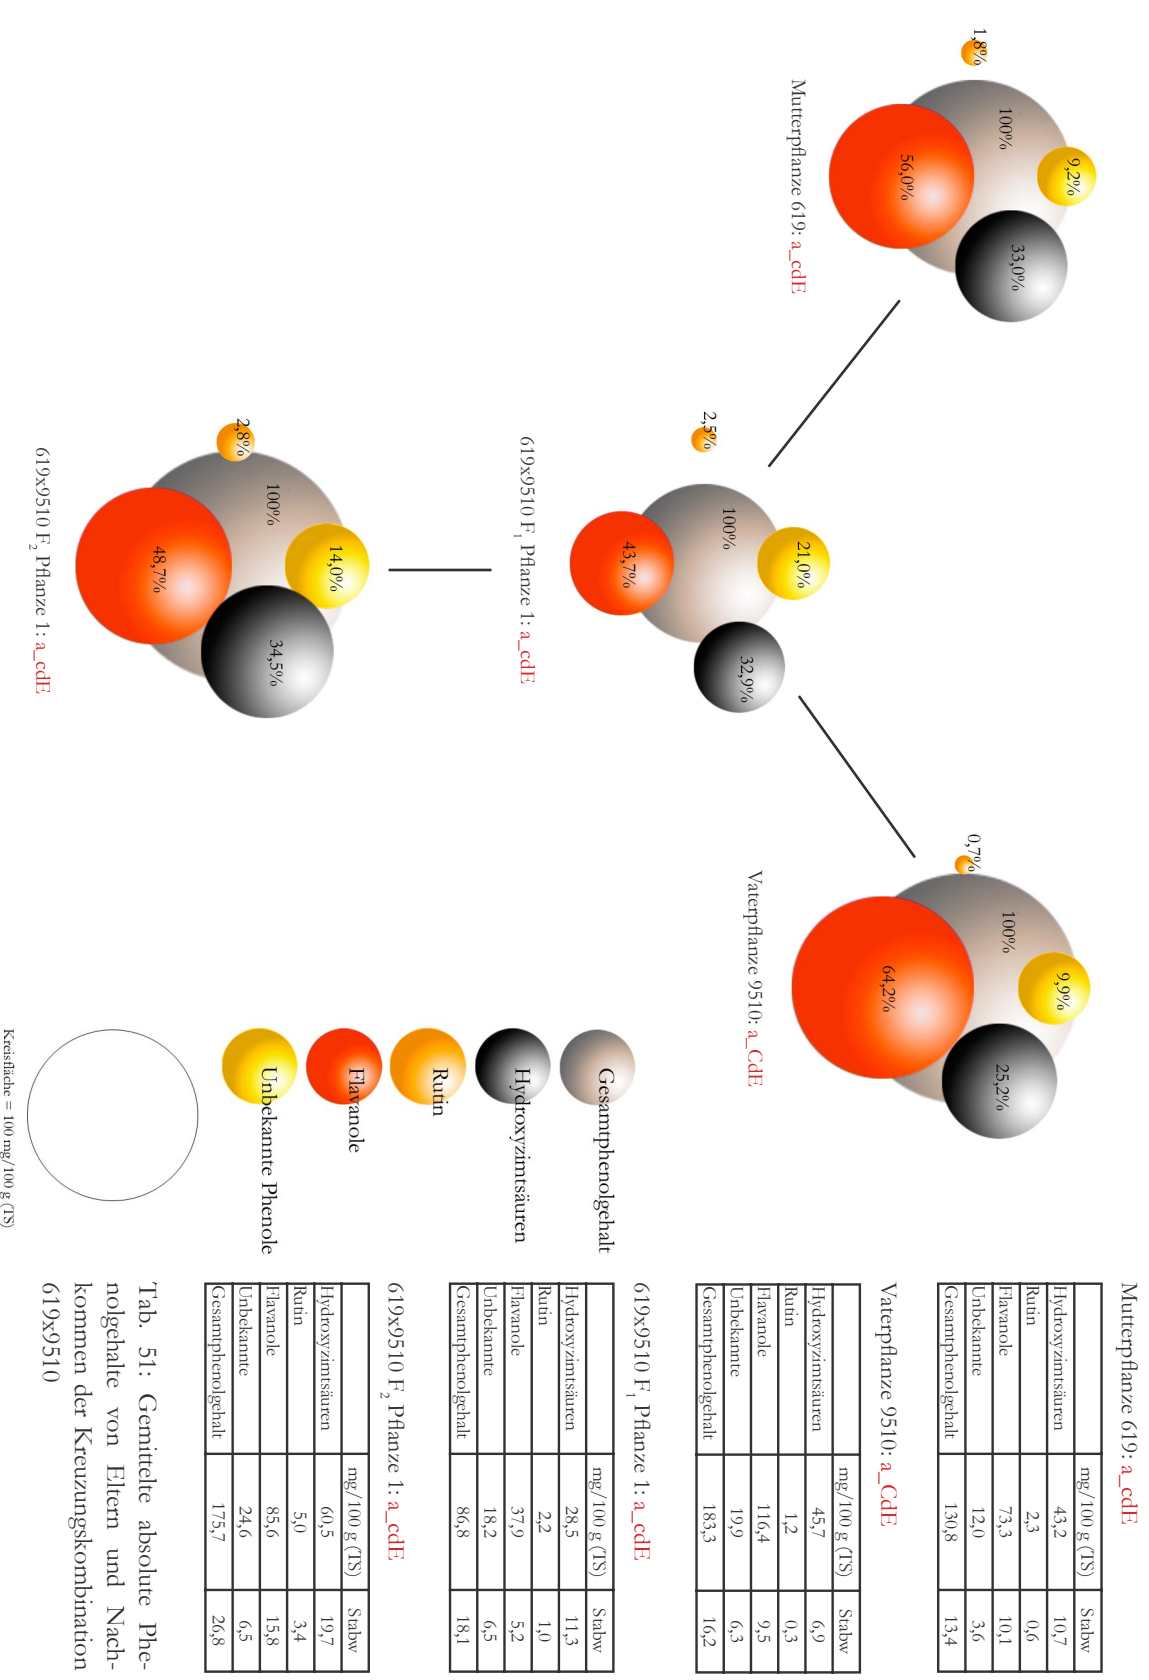 1,8%
100%
9,2%
56,0%
33,0%
Mutterpflanze 619: a_cdE
0,7%
100%
9,9%
64,2%
25,2%
Vaterpflanze 9510: a_CdE
2,5%
100%
21,0%
43,7%
32,9%
619x9510 F1 Pflanze 1: a_cdE
2,8%
100%
14,0%
48,7%
34,5%
619x9510 F2 Pflanze 1: a_cdE
Gesamtphenolgehalt
Hydroxyzimtsäuren
Rutin
Flavanole
Unbekannte Phenole
Kreisfläche = 100 mg/100 g (TS)
Mutterpflanze 619: a_cdE
mg/100 g (TS) Stabw
Hydroxyzimtsäuren 43,2 10,7
Rutin 2,3 0,6
Flavanole 73,3 10,1
Unbekannte 12,0 3,6
Gesamtphenolgehalt 130,8 13,4
Vaterpflanze 9510: a_CdE
mg/100 g (TS) Stabw
Hydroxyzimtsäuren 45,7 6,9
Rutin 1,2 0,3
Flavanole 116,4 9,5
Unbekannte 19,9 6,3
Gesamtphenolgehalt 183,3 16,2
619x9510 F1 Pflanze 1: a_cdE
mg/100 g (TS) Stabw
Hydroxyzimtsäuren 28,5 11,3
Rutin 2,2 1,0
Flavanole 37,9 5,2
Unbekannte 18,2 6,5
Gesamtphenolgehalt 86,8 18,1
619x9510 F2 Pflanze 1: a_cdE
mg/100 g (TS) Stabw
Hydroxyzimtsäuren 60,5 19,7
Rutin 5,0 3,4
Flavanole 85,6 15,8
Unbekannte 24,6 6,5
Gesamtphenolgehalt 175,7 26,8
Tab. 51: Gemittelte absolute Phe-
nolgehalte von Eltern und Nach-
kommen der Kreuzungskombination
619x9510